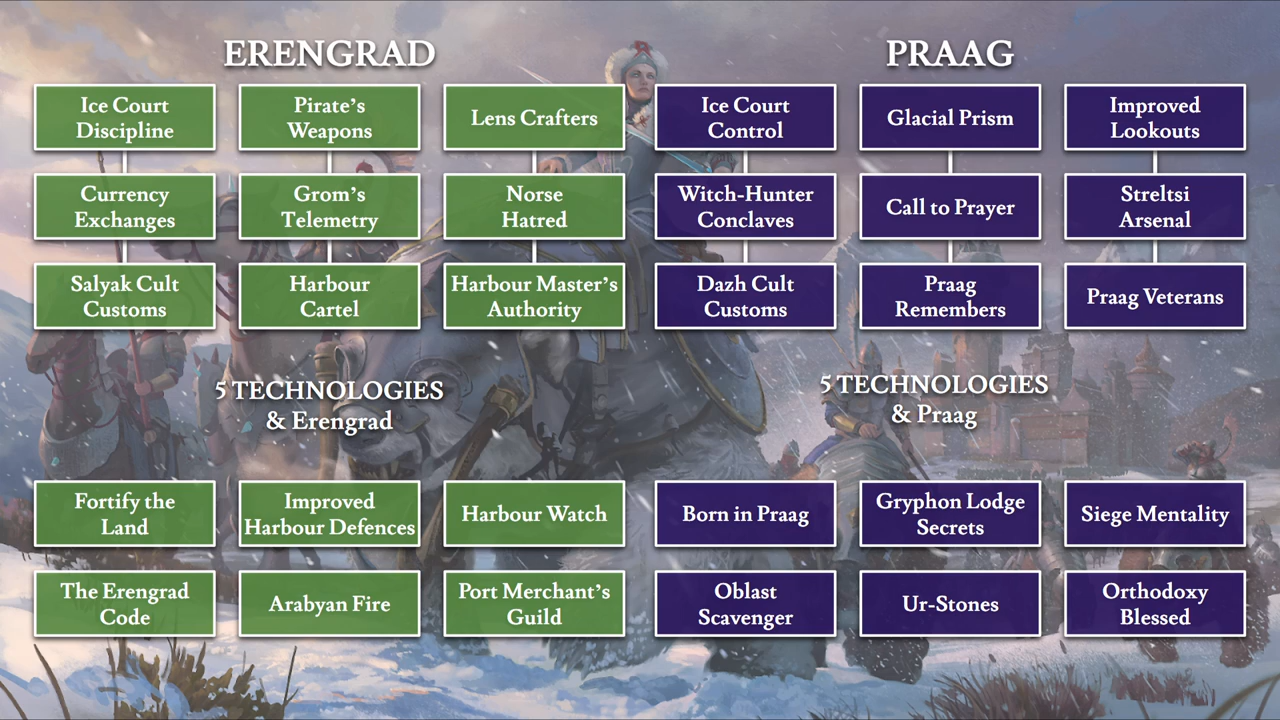 ERENGRAD
PRAAG
Ice Court
Discipline
Pirate's
Weapons
Lens Crafters
Ice Court
Control
Glacial Prism
Improved
Lookouts
Currency
Exchanges
Grom's
Telemetry
Norse
Hatred
Witch-Hunter
Conclaves
Call to Prayer
Streltsi
Arsenal
Salyak Cult
Customs
Harbour
Cartel
Harbour Master's
Authority
Dazh Cult
Customs
Praag
Remembers
Praag Veterans
5 TECHNOLOGIES
& Erengrad
5 TECHNOLOGIES
& Praag
Fortify the
Land
Improved
Harbour Defences
Harbour Watch
Born in Praag
Gryphon Lodge
Secrets
Siege Mentality
The Erengrad
Code
Arabyan Fire
Port Merchant's
Guild
Oblast
Scavenger
Ur-Stones
Orthodoxy
Blessed